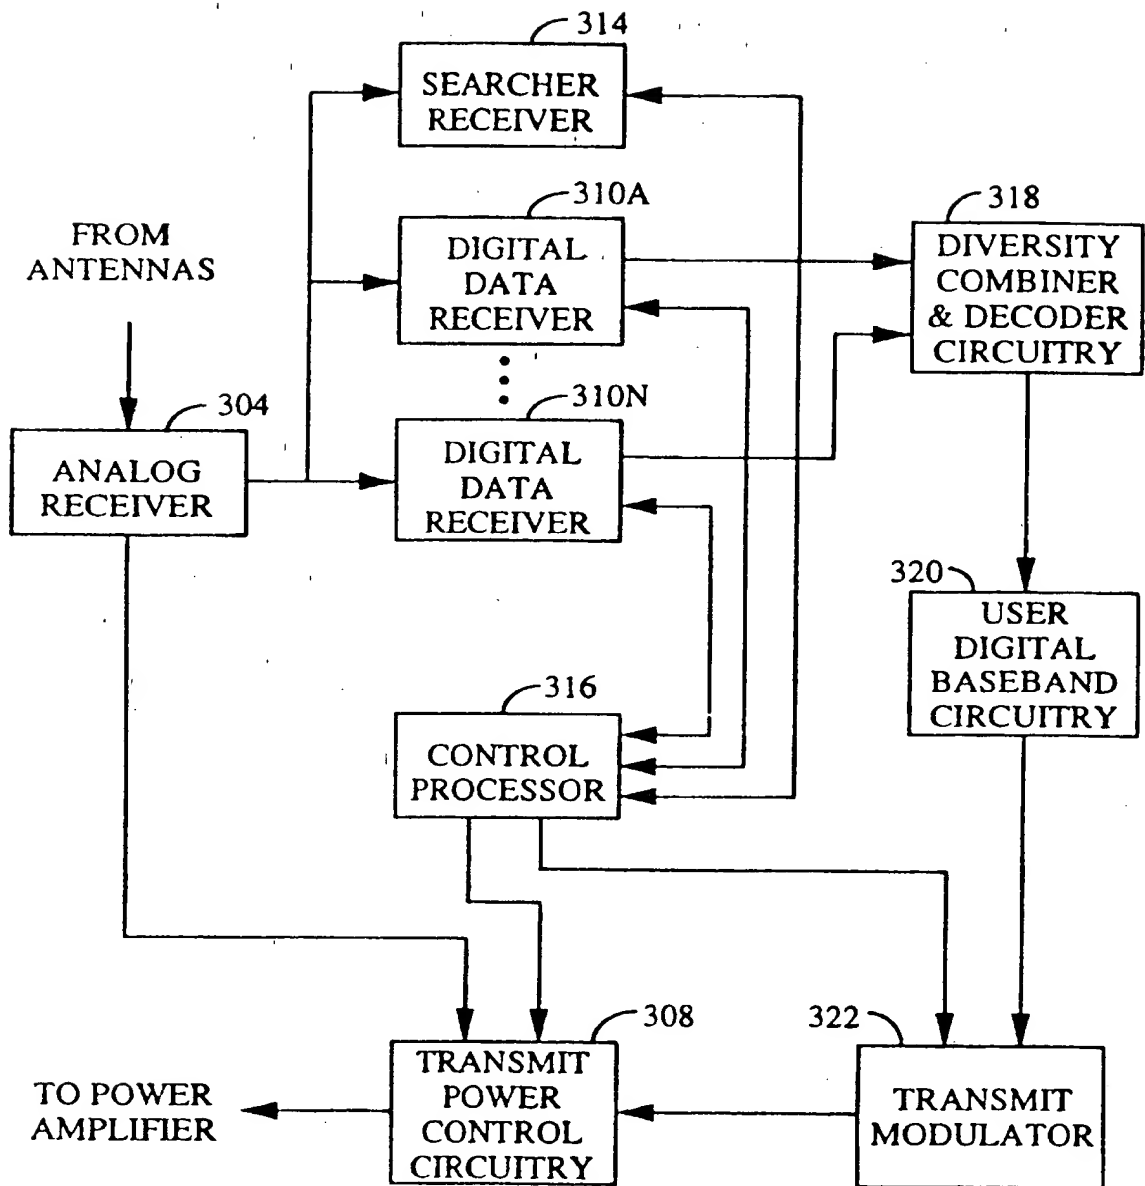 314
SEARCHER
RECEIVER
310A
DIGITAL
DATA
RECEIVER
318
DIVERSITY
COMBINER
& DECODER
CIRCUITRY
FROM
ANTENNAS
304
ANALOG
RECEIVER
310N
DIGITAL
DATA
RECEIVER
320
USER
DIGITAL
BASEBAND
CIRCUITRY
316
CONTROL
PROCESSOR
308
TRANSMIT
POWER
CONTROL
CIRCUITRY
322
TRANSMIT
MODULATOR
TO POWER
AMPLIFIER